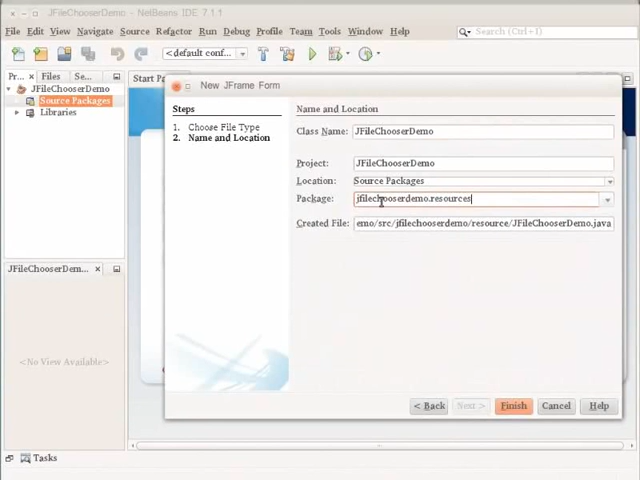 JFileChooserDemo - NetBeans IDE 7.1.1
File Edit View Navigate Source Refactor Run Debug Profile Team Tools Window Help
Search (Ctrl+I)
<default conf...
Pr... Files Se...
Start Pa
JFileChooserDemo
Source Packages
Libraries
New JFrame Form
Steps
1. Choose File Type
2. Name and Location
Name and Location
Class Name: JFileChooserDemo
Project: JFileChooserDemo
Location: Source Packages
Package: jfilechooserdemo.resources
Created File: emo/src/jfilechooserdemo/resource/JFileChooserDemo.java
JFileChooserDem...
<No View Available>
< Back Next > Finish Cancel Help
Tasks